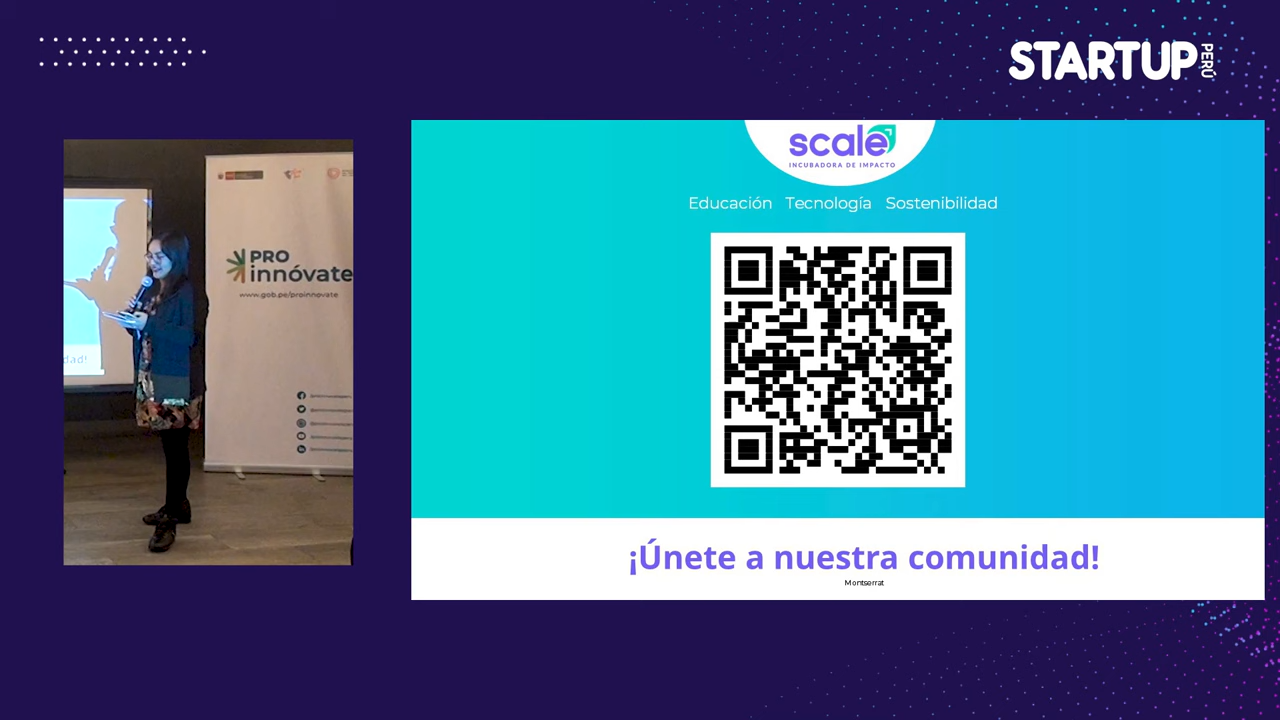 STARTUP PERÚ
scale
INCUBADORA DE IMPACTO
Educación Tecnología Sostenibilidad
PRO
innóvate
www.gob.pe/proinnovate
dad!
¡Únete a nuestra comunidad!
Montserrat